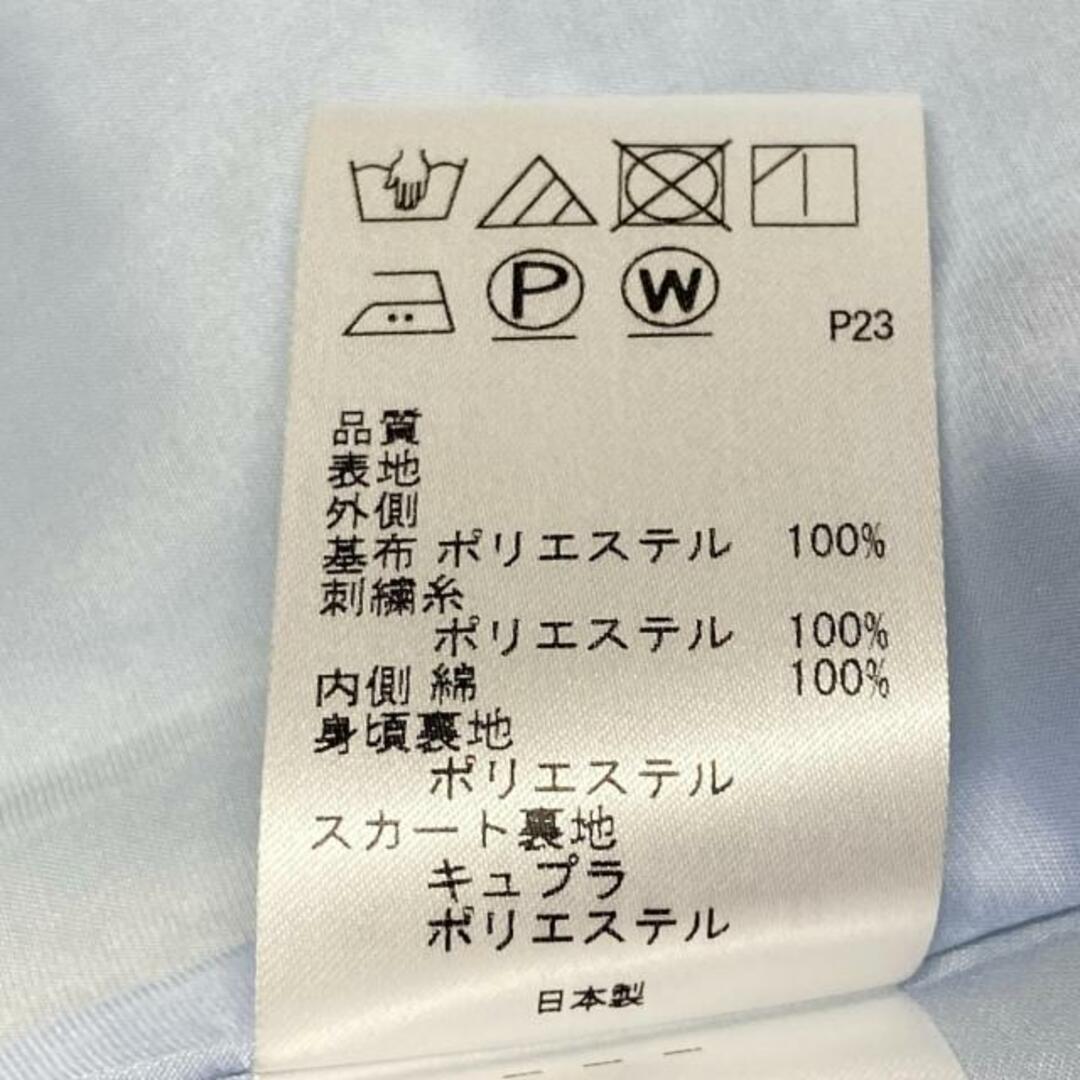 P W P23
品質
表地
外側
基布 ポリエステル 100%
刺繍糸
ポリエステル 100%
内側 綿 100%
身頃裏地
ポリエステル
スカート裏地
キュプラ
ポリエステル
日本製